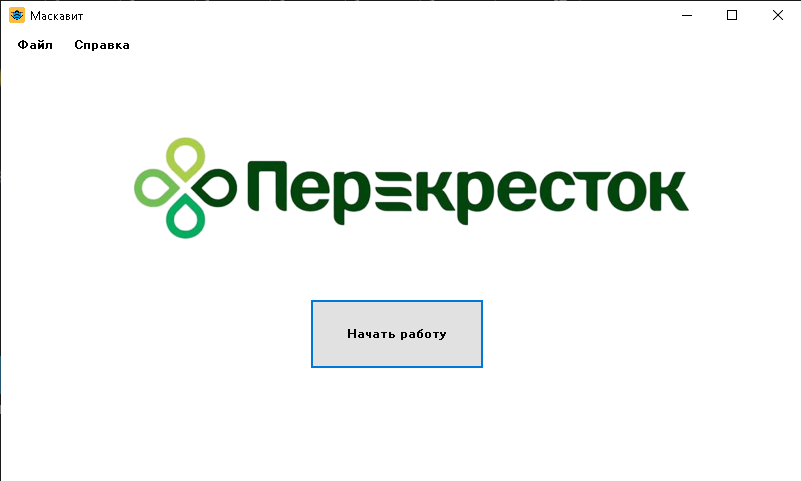 Маскавит
Файл Справка
Перекресток
Начать работу